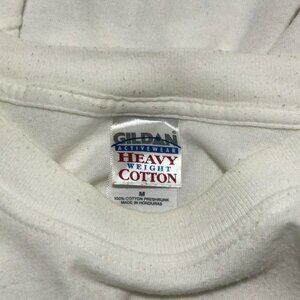 GILDAN
ACTIVEWEAR
HEAVY
WEIGHT
COTTON
M
100% COTTON PRESHRUNK
MADE IN HONDURAS